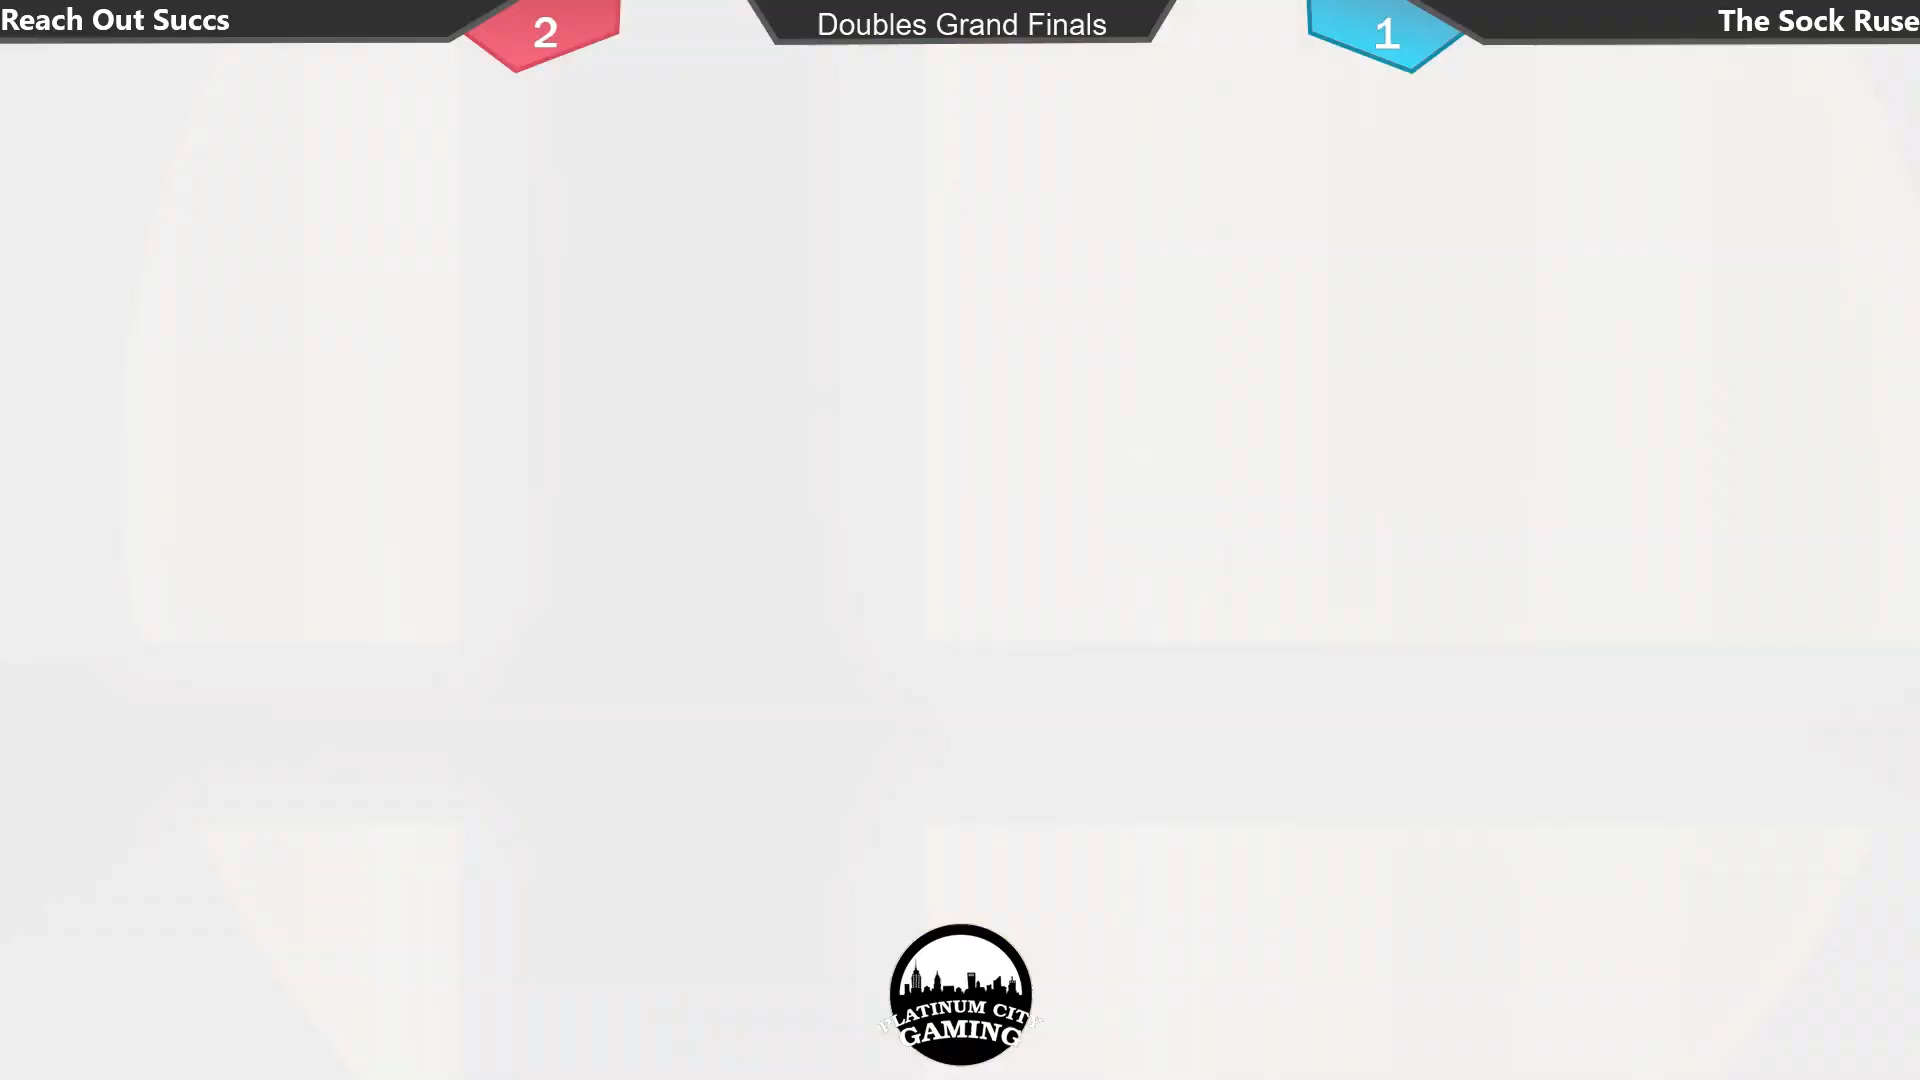 Reach Out Succs
2
Doubles Grand Finals
1
The Sock Ruse
PLATINUM CITY
GAMING